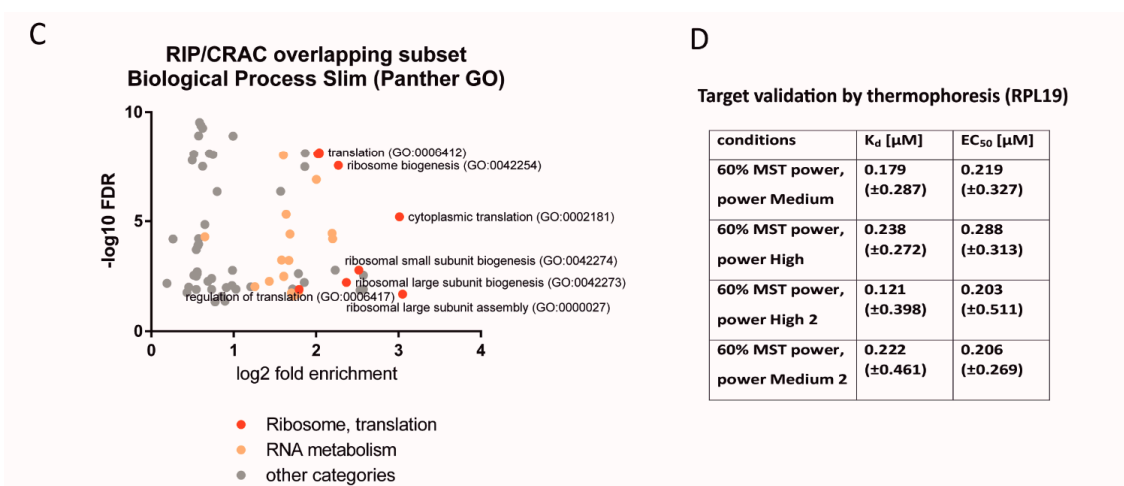 C
RIP/CRAC overlapping subset
Biological Process Slim (Panther GO)
10
5
0
-log10 FDR
translation (GO:0006412)
ribosome biogenesis (GO:0042254)
cytoplasmic translation (GO:0002181)
ribosomal small subunit biogenesis (GO:0042274)
ribosomal large subunit biogenesis (GO:0042273)
regulation of translation (GO:0006417)
ribosomal large subunit assembly (GO:0000027)
0 1 2 3 4
log2 fold enrichment
Ribosome, translation
RNA metabolism
other categories
D
Target validation by thermophoresis (RPL19)
conditions Kd [μM] EC50 [μM]
60% MST power, 0.179 0.219
power Medium (±0.287) (±0.327)
60% MST power, 0.238 0.288
power High (±0.272) (±0.313)
60% MST power, 0.121 0.203
power High 2 (±0.398) (±0.511)
60% MST power, 0.222 0.206
power Medium 2 (±0.461) (±0.269)